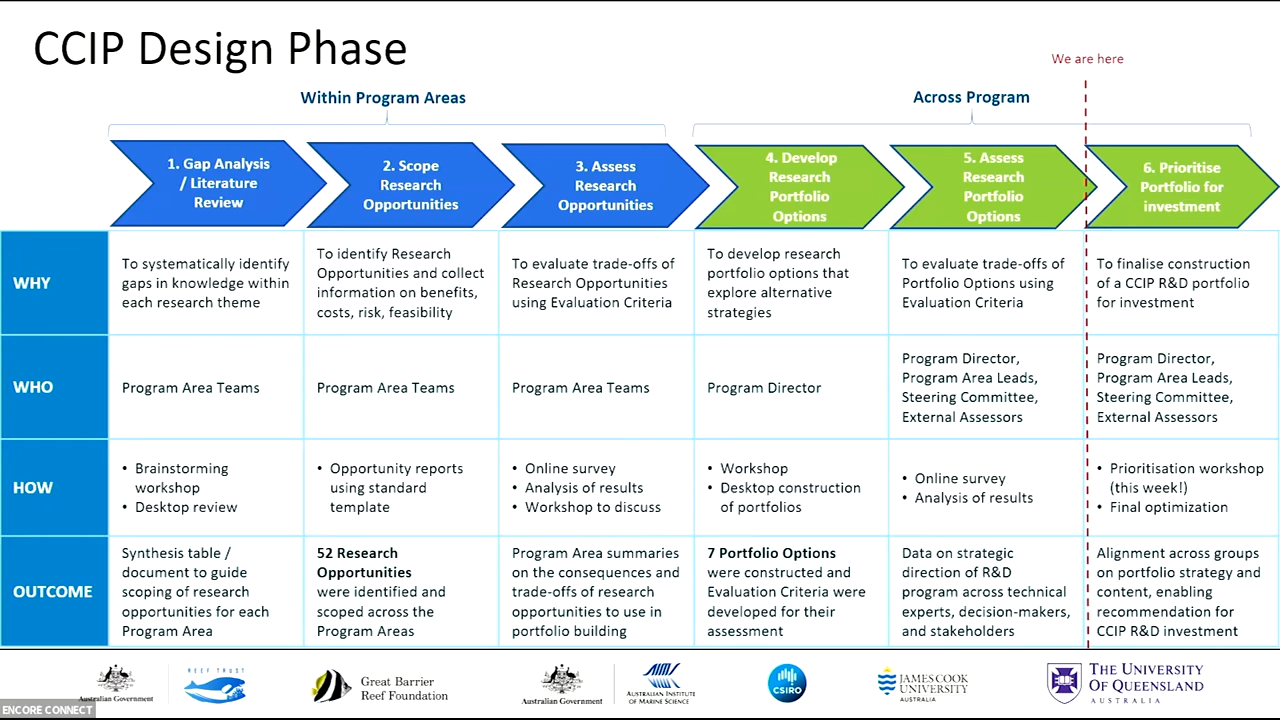 CCIP Design Phase
We are here
Within Program Areas
Across Program
1. Gap Analysis
/ Literature
Review
2. Scope
Research
Opportunities
3. Assess
Research
Opportunities
4. Develop
Research
Portfolio
Options
5. Assess
Research
Portfolio
Options
6. Prioritise
Portfolio for
investment
WHY
To systematically identify
gaps in knowledge within
each research theme
To identify Research
Opportunities and collect
information on benefits,
costs, risk, feasibility
To evaluate trade-offs of
Research Opportunities
using Evaluation Criteria
To develop research
portfolio options that
explore alternative
strategies
To evaluate trade-offs of
Portfolio Options using
Evaluation Criteria
To finalise construction
of a CCIP R&D portfolio
for investment
WHO
Program Area Teams
Program Area Teams
Program Area Teams
Program Director
Program Director,
Program Area Leads,
Steering Committee,
External Assessors
Program Director,
Program Area Leads,
Steering Committee,
External Assessors
HOW
• Brainstorming
workshop
• Desktop review
• Opportunity reports
using standard
template
• Online survey
• Analysis of results
• Workshop to discuss
• Workshop
• Desktop construction
of portfolios
• Online survey
• Analysis of results
• Prioritisation workshop
(this week!)
• Final optimization
OUTCOME
Synthesis table /
document to guide
scoping of research
opportunities for each
Program Area
52 Research
Opportunities
were identified and
scoped across the
Program Areas
Program Area summaries
on the consequences and
trade-offs of research
opportunities to use in
portfolio building
7 Portfolio Options
were constructed and
Evaluation Criteria were
developed for their
assessment
Data on strategic
direction of R&D
program across technical
experts, decision-makers,
and stakeholders
Alignment across groups
on portfolio strategy and
content, enabling
recommendation for
CCIP R&D investment
Australian Government
REEF TRUST
Great Barrier
Reef Foundation
Australian Government
AIMS
AUSTRALIAN INSTITUTE
OF MARINE SCIENCE
CSIRO
JAMES COOK
UNIVERSITY
AUSTRALIA
THE UNIVERSITY
OF QUEENSLAND
AUSTRALIA
ENCORE CONNECT